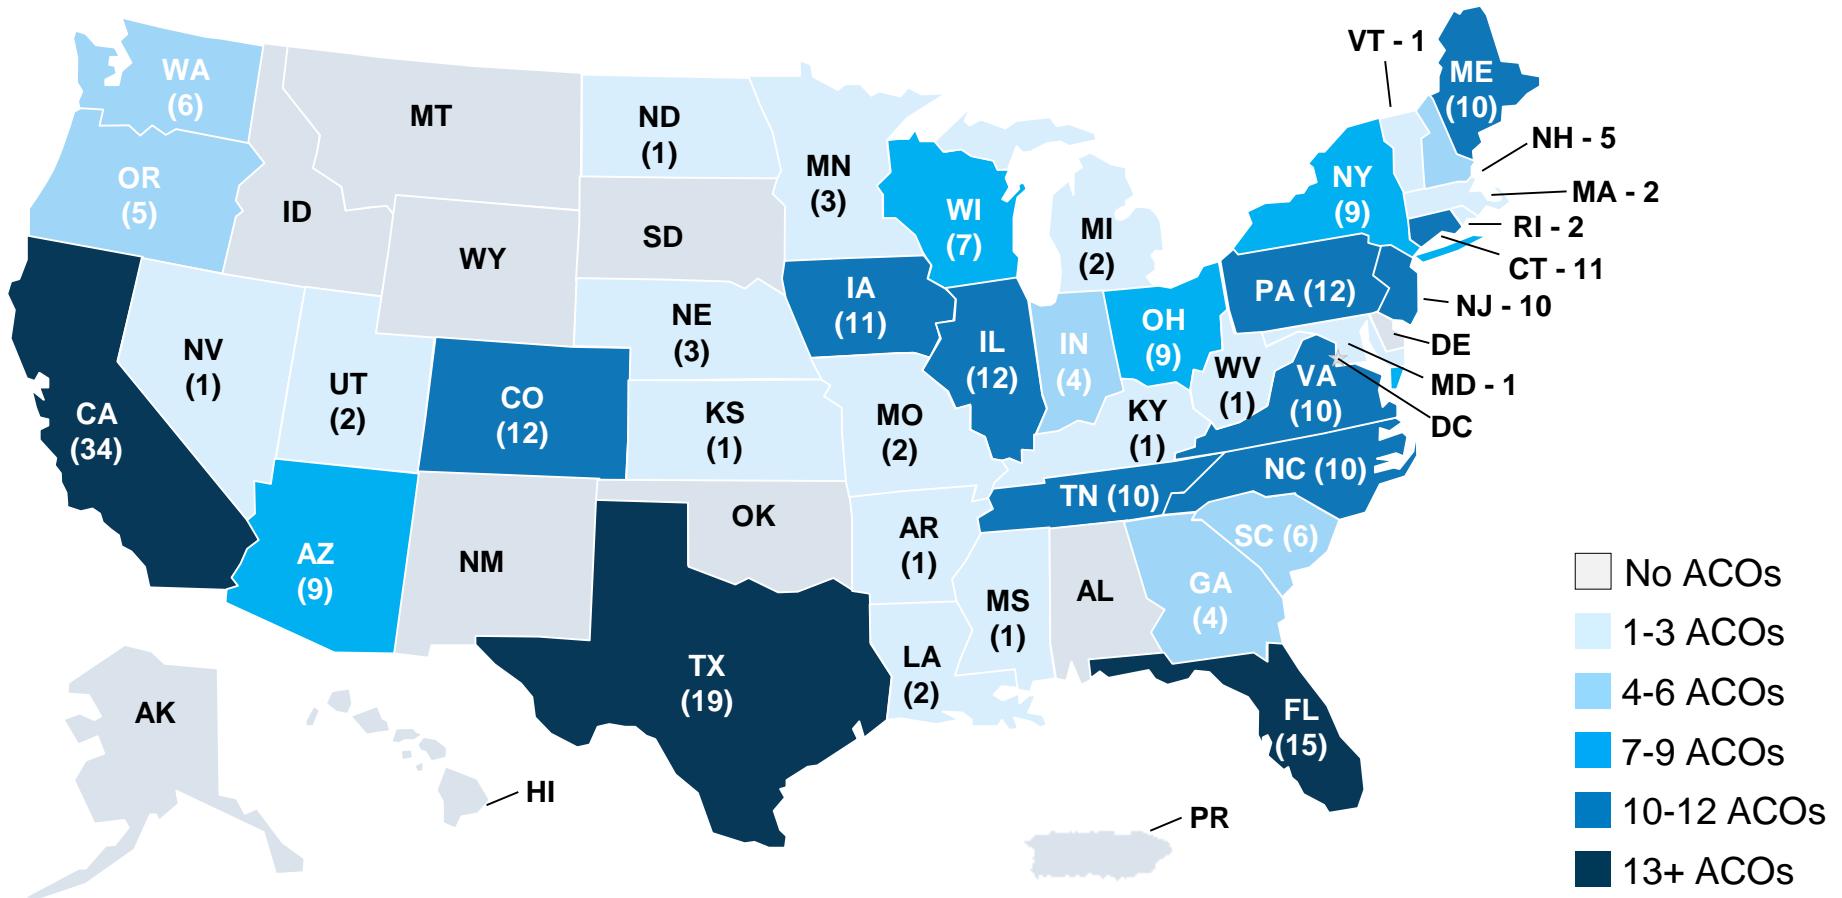 VT - 1
ME
(10)
WA
(6)
MT
ND
(1)
NH - 5
MN
(3)
OR
(5)
NY
(9)
MA - 2
ID
WI
(7)
RI - 2
SD
MI
(2)
WY
CT - 11
IA
(11)
PA (12)
NJ - 10
NE
(3)
OH
(9)
IL
(12)
IN
(4)
DE
NV
(1)
WV
(1)
MD - 1
VA
(10)
UT
(2)
CO
(12)
CA
(34)
KS
(1)
MO
(2)
KY
(1)
DC
NC (10)
TN (10)
OK
AR
(1)
SC (6)
AZ
(9)
NM
MS
(1)
AL
GA
(4)
No ACOs
1-3 ACOs
LA
(2)
TX
(19)
4-6 ACOs
AK
FL
(15)
7-9 ACOs
HI
PR
10-12 ACOs
13+ ACOs